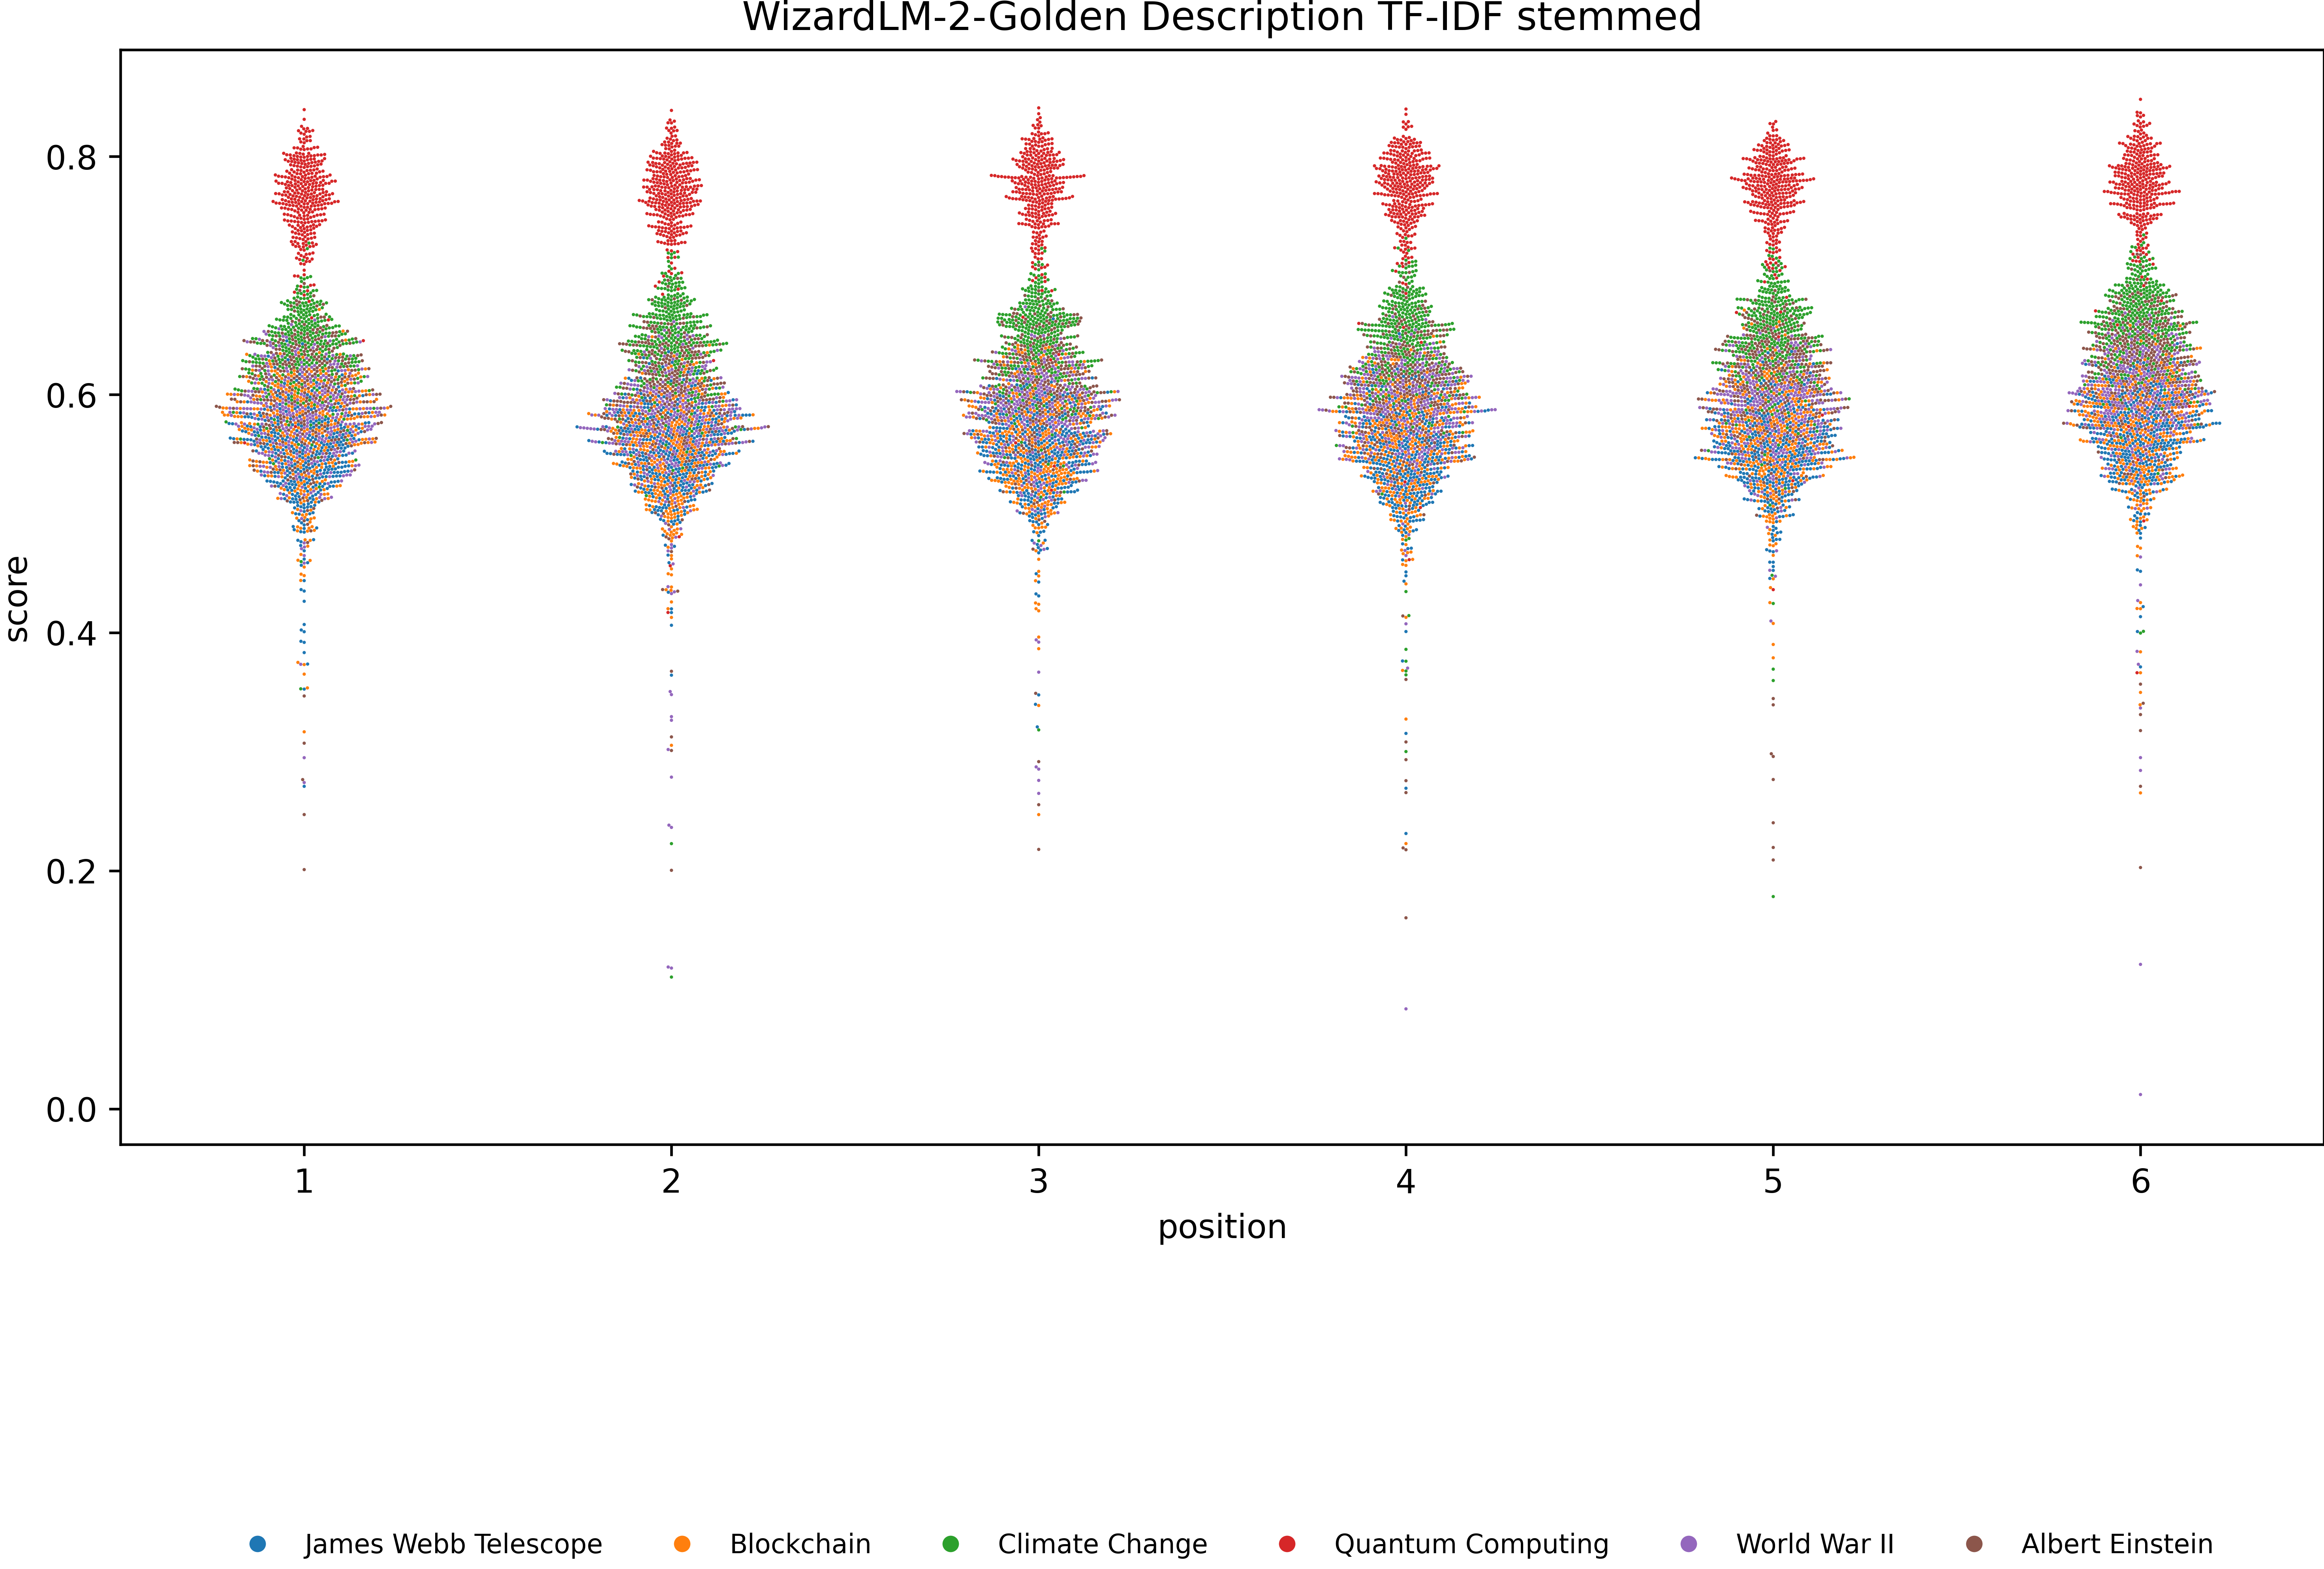 WizardLM-2-Golden Description TF-IDF stemmed
score
0.8
0.6
0.4
0.2
0.0
1 2 3 4 5 6
position
James Webb Telescope Blockchain Climate Change Quantum Computing World War II Albert Einstein